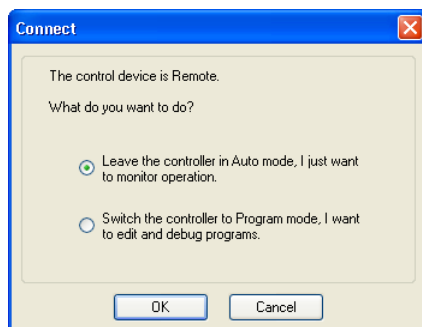 Connect
The control device is Remote.
What do you want to do?
Leave the controller in Auto mode, I just want
to monitor operation.
Switch the controller to Program mode, I want
to edit and debug programs.
OK
Cancel